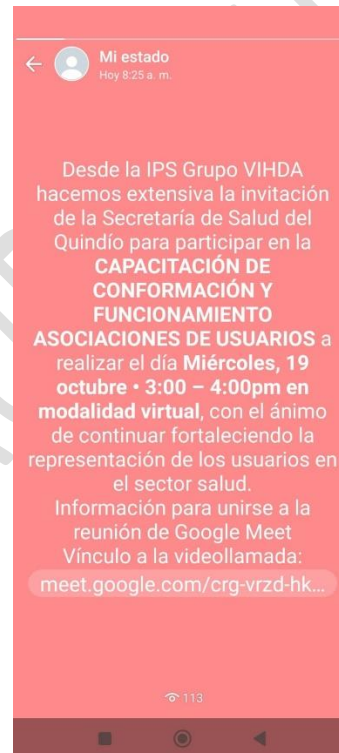 Mi estado
Hoy 8:25 a. m.
Desde la IPS Grupo VIHDA
hacemos extensiva la invitación
de la Secretaría de Salud del
Quindío para participar en la
CAPACITACIÓN DE
CONFORMACIÓN Y
FUNCIONAMIENTO
ASOCIACIONES DE USUARIOS a
realizar el día Miércoles, 19
octubre • 3:00 – 4:00pm en
modalidad virtual, con el ánimo
de continuar fortaleciendo la
representación de los usuarios en
el sector salud.
Información para unirse a la
reunión de Google Meet
Vínculo a la videollamada:
meet.google.com/crg-vrzd-hk...
113